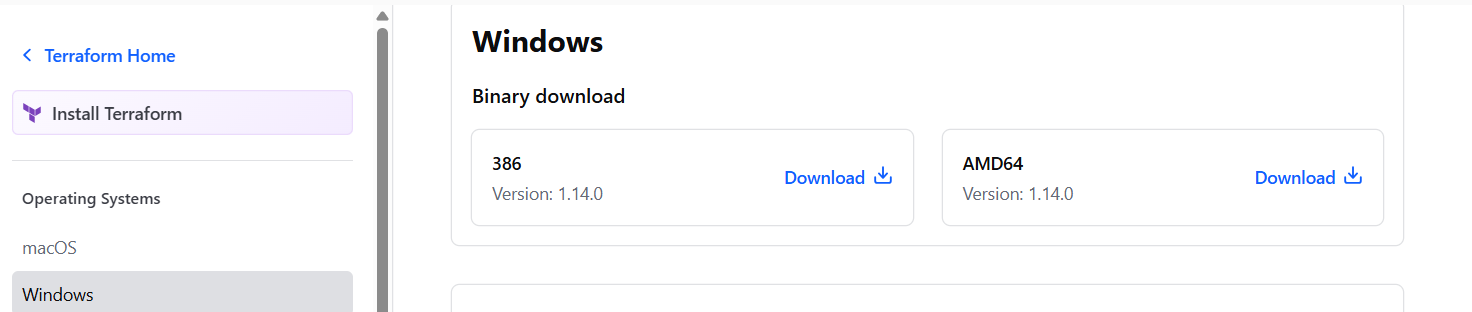 Terraform Home
Install Terraform
Operating Systems
macOS
Windows
Windows
Binary download
386
Version: 1.14.0
Download
AMD64
Version: 1.14.0
Download